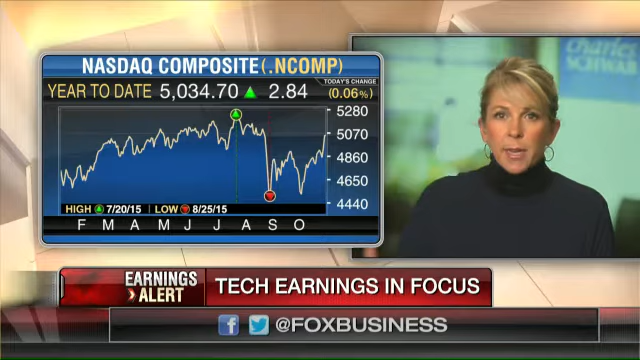 NASDAQ COMPOSITE (.NCOMP)
TODAY'S CHANGE
YEAR TO DATE 5,034.70 2.84 (0.06%)
5280
5070
4860
4650
4440
HIGH 7/20/15 | LOW 8/25/15
F M A M J J A S O
charles
SCHWAB
EARNINGS
ALERT
TECH EARNINGS IN FOCUS
@FOXBUSINESS